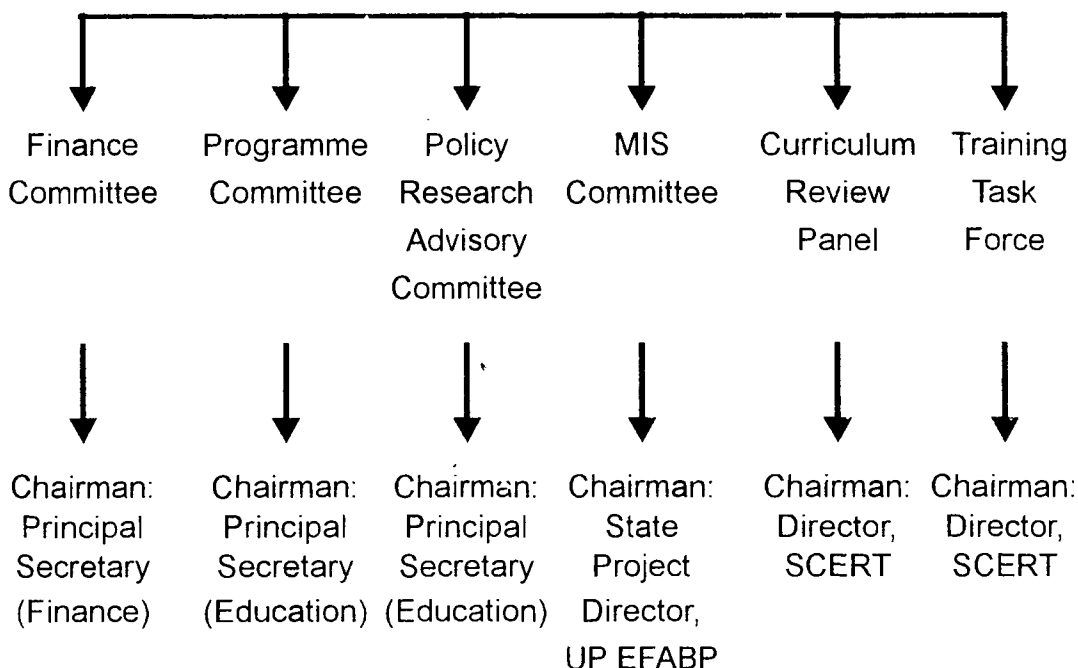 Finance
Committee
Programme
Committee
Policy
Research
Advisory
Committee
MIS
Committee
Curriculum
Review
Panel
Training
Task
Force
Chairman:
Principal
Secretary
(Finance)
Chairman:
Principal
Secretary
(Education)
Chairman:
Principal
Secretary
(Education)
Chairman:
State
Project
Director,
UP EFABP
Chairman:
Director,
SCERT
Chairman:
Director,
SCERT